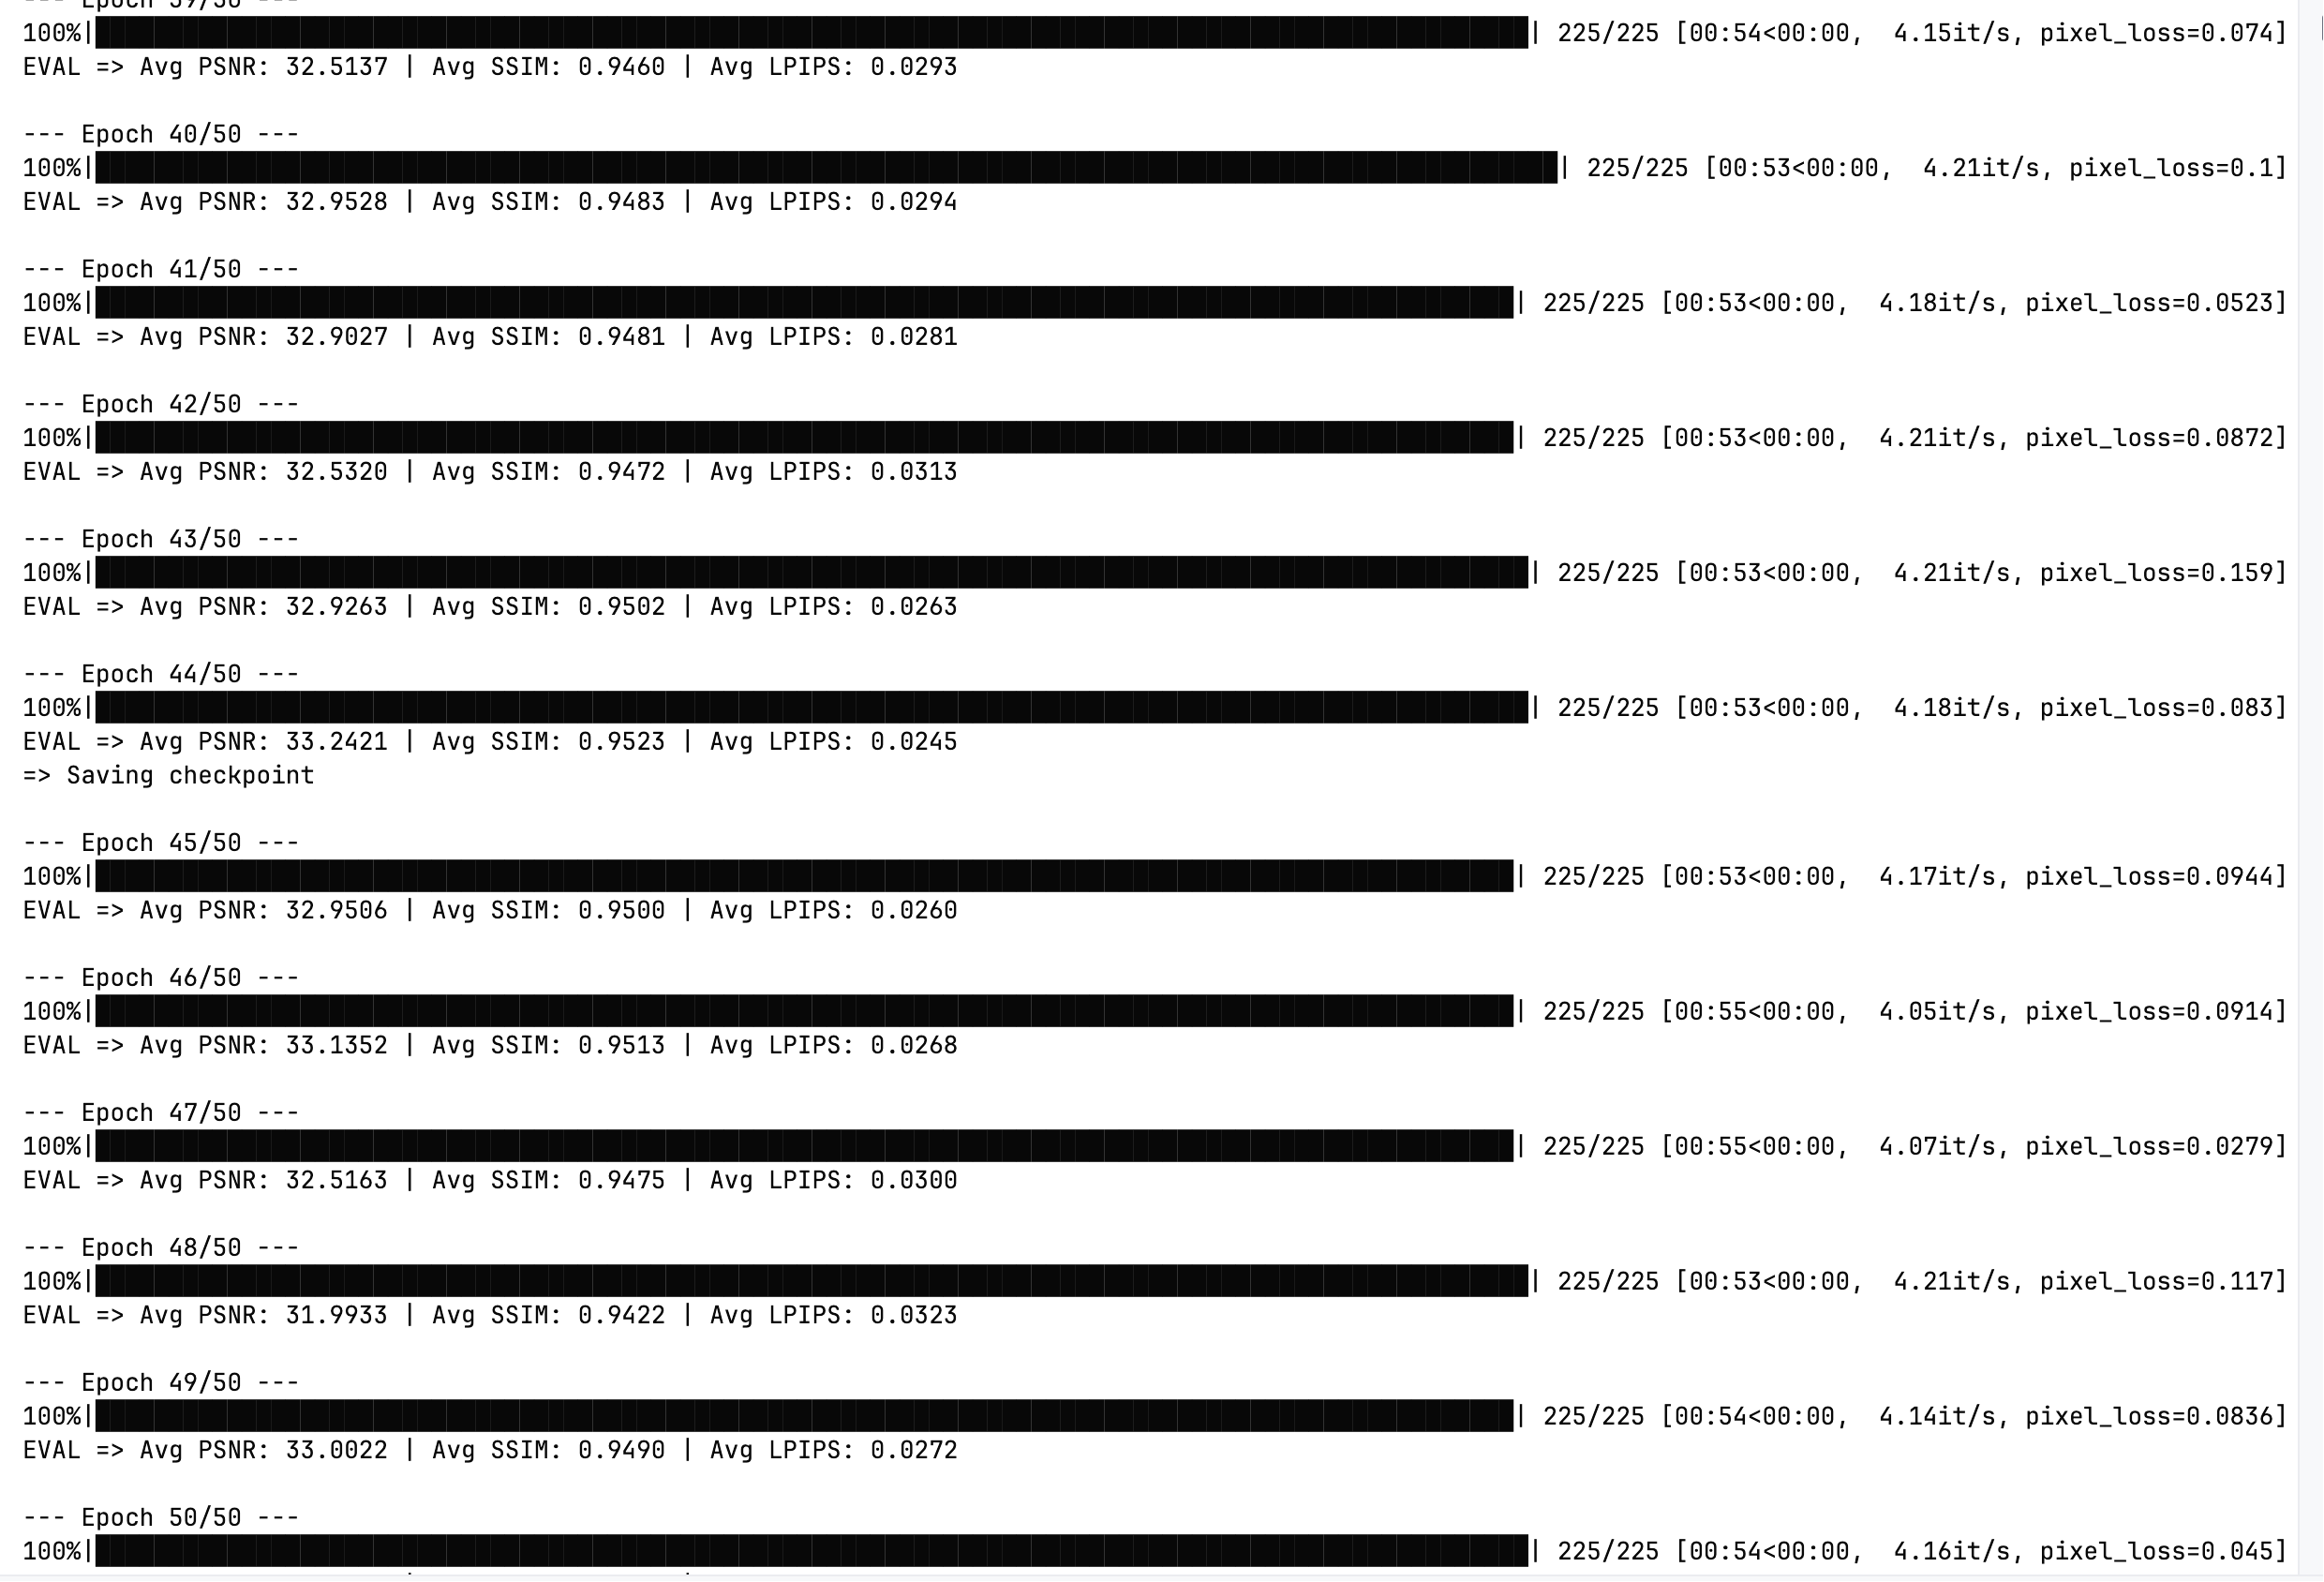 --- Epoch 39/50 ---
100%|██████████| 225/225 [00:54<00:00,  4.15it/s, pixel_loss=0.074]
EVAL => Avg PSNR: 32.5137 | Avg SSIM: 0.9460 | Avg LPIPS: 0.0293
--- Epoch 40/50 ---
100%|██████████| 225/225 [00:53<00:00,  4.21it/s, pixel_loss=0.1]
EVAL => Avg PSNR: 32.9528 | Avg SSIM: 0.9483 | Avg LPIPS: 0.0294
--- Epoch 41/50 ---
100%|██████████| 225/225 [00:53<00:00,  4.18it/s, pixel_loss=0.0523]
EVAL => Avg PSNR: 32.9027 | Avg SSIM: 0.9481 | Avg LPIPS: 0.0281
--- Epoch 42/50 ---
100%|██████████| 225/225 [00:53<00:00,  4.21it/s, pixel_loss=0.0872]
EVAL => Avg PSNR: 32.5320 | Avg SSIM: 0.9472 | Avg LPIPS: 0.0313
--- Epoch 43/50 ---
100%|██████████| 225/225 [00:53<00:00,  4.21it/s, pixel_loss=0.159]
EVAL => Avg PSNR: 32.9263 | Avg SSIM: 0.9502 | Avg LPIPS: 0.0263
--- Epoch 44/50 ---
100%|██████████| 225/225 [00:53<00:00,  4.18it/s, pixel_loss=0.083]
EVAL => Avg PSNR: 33.2421 | Avg SSIM: 0.9523 | Avg LPIPS: 0.0245
=> Saving checkpoint
--- Epoch 45/50 ---
100%|██████████| 225/225 [00:53<00:00,  4.17it/s, pixel_loss=0.0944]
EVAL => Avg PSNR: 32.9506 | Avg SSIM: 0.9500 | Avg LPIPS: 0.0260
--- Epoch 46/50 ---
100%|██████████| 225/225 [00:55<00:00,  4.05it/s, pixel_loss=0.0914]
EVAL => Avg PSNR: 33.1352 | Avg SSIM: 0.9513 | Avg LPIPS: 0.0268
--- Epoch 47/50 ---
100%|██████████| 225/225 [00:55<00:00,  4.07it/s, pixel_loss=0.0279]
EVAL => Avg PSNR: 32.5163 | Avg SSIM: 0.9475 | Avg LPIPS: 0.0300
--- Epoch 48/50 ---
100%|██████████| 225/225 [00:53<00:00,  4.21it/s, pixel_loss=0.117]
EVAL => Avg PSNR: 31.9933 | Avg SSIM: 0.9422 | Avg LPIPS: 0.0323
--- Epoch 49/50 ---
100%|██████████| 225/225 [00:54<00:00,  4.14it/s, pixel_loss=0.0836]
EVAL => Avg PSNR: 33.0022 | Avg SSIM: 0.9490 | Avg LPIPS: 0.0272
--- Epoch 50/50 ---
100%|██████████| 225/225 [00:54<00:00,  4.16it/s, pixel_loss=0.045]